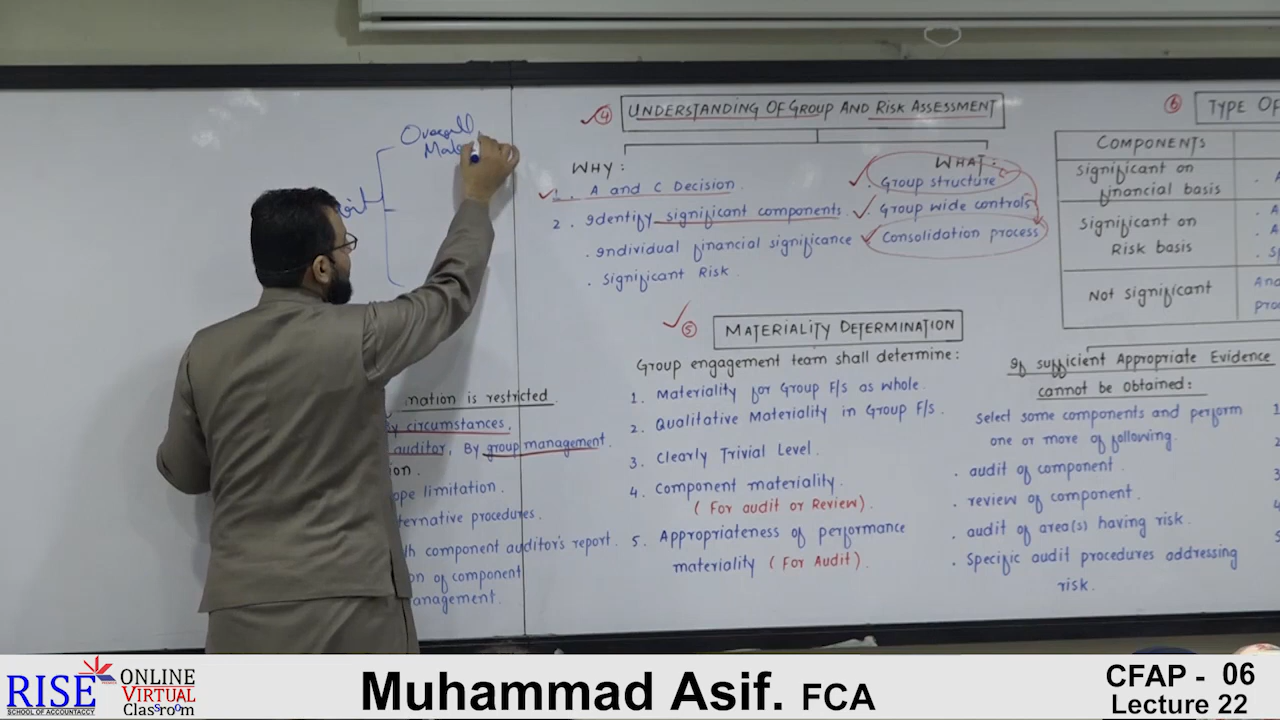 Overall
④ UNDERSTANDING OF GROUP AND RISK ASSESSMENT
WHY:
1. A and C Decision.
2. Identify significant components.
. Individual financial significance
. Significant Risk.
WHAT:
. Group structure
. Group wide controls
. Consolidation process
⑥ TYPE OF
COMPONENTS
Significant on
financial basis
Significant on
Risk basis
Not significant
mation is restricted
By circumstances,
auditor, By group management.
ope limitation.
ternative procedures.
component auditor's report.
on of component
anagement.
⑤ MATERIALITY DETERMINATION
Group engagement team shall determine:
1. Materiality for Group F/s as whole.
2. Qualitative Materiality in Group F/s.
3. Clearly Trivial Level.
4. Component materiality.
(For audit or Review).
5. Appropriateness of performance
materiality (For Audit).
If sufficient Appropriate Evidence
cannot be obtained:
Select some components and perform
one or more of following.
. audit of component.
. review of component.
. audit of area(s) having risk.
. Specific audit procedures addressing
risk.
RISE
SCHOOL OF ACCOUNTANCY
ONLINE
VIRTUAL
Classroom
Muhammad Asif. FCA
CFAP - 06
Lecture 22